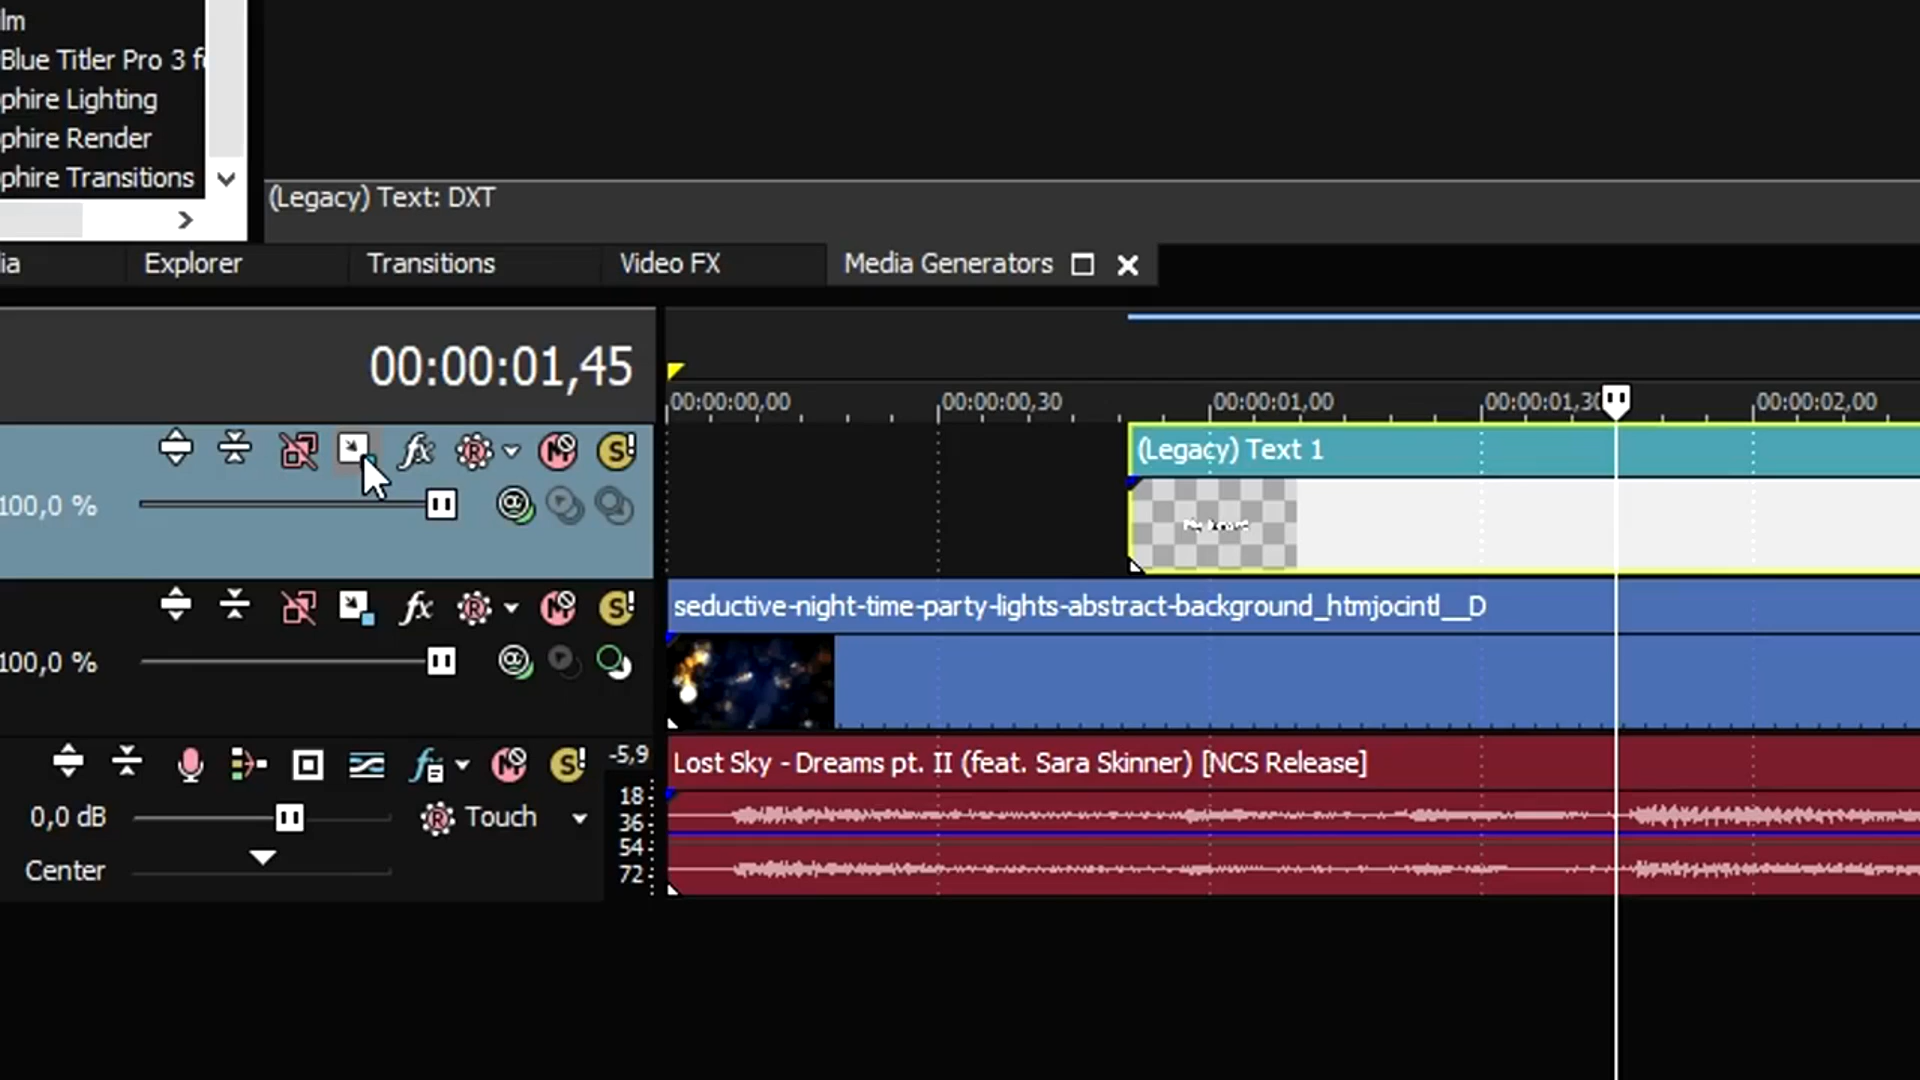 lm
Blue Titler Pro 3 f
phire Lighting
phire Render
phire Transitions
(Legacy) Text: DXT
ia
Explorer
Transitions
Video FX
Media Generators
00:00:01,45
00:00:00,00
00:00:00,30
00:00:01,00
00:00:01,30
00:00:02,00
(Legacy) Text 1
100,0 %
seductive-night-time-party-lights-abstract-background_htmjocintl__D
100,0 %
-5,9
Lost Sky - Dreams pt. II (feat. Sara Skinner) [NCS Release]
18
0,0 dB
Touch
36
54
Center
72